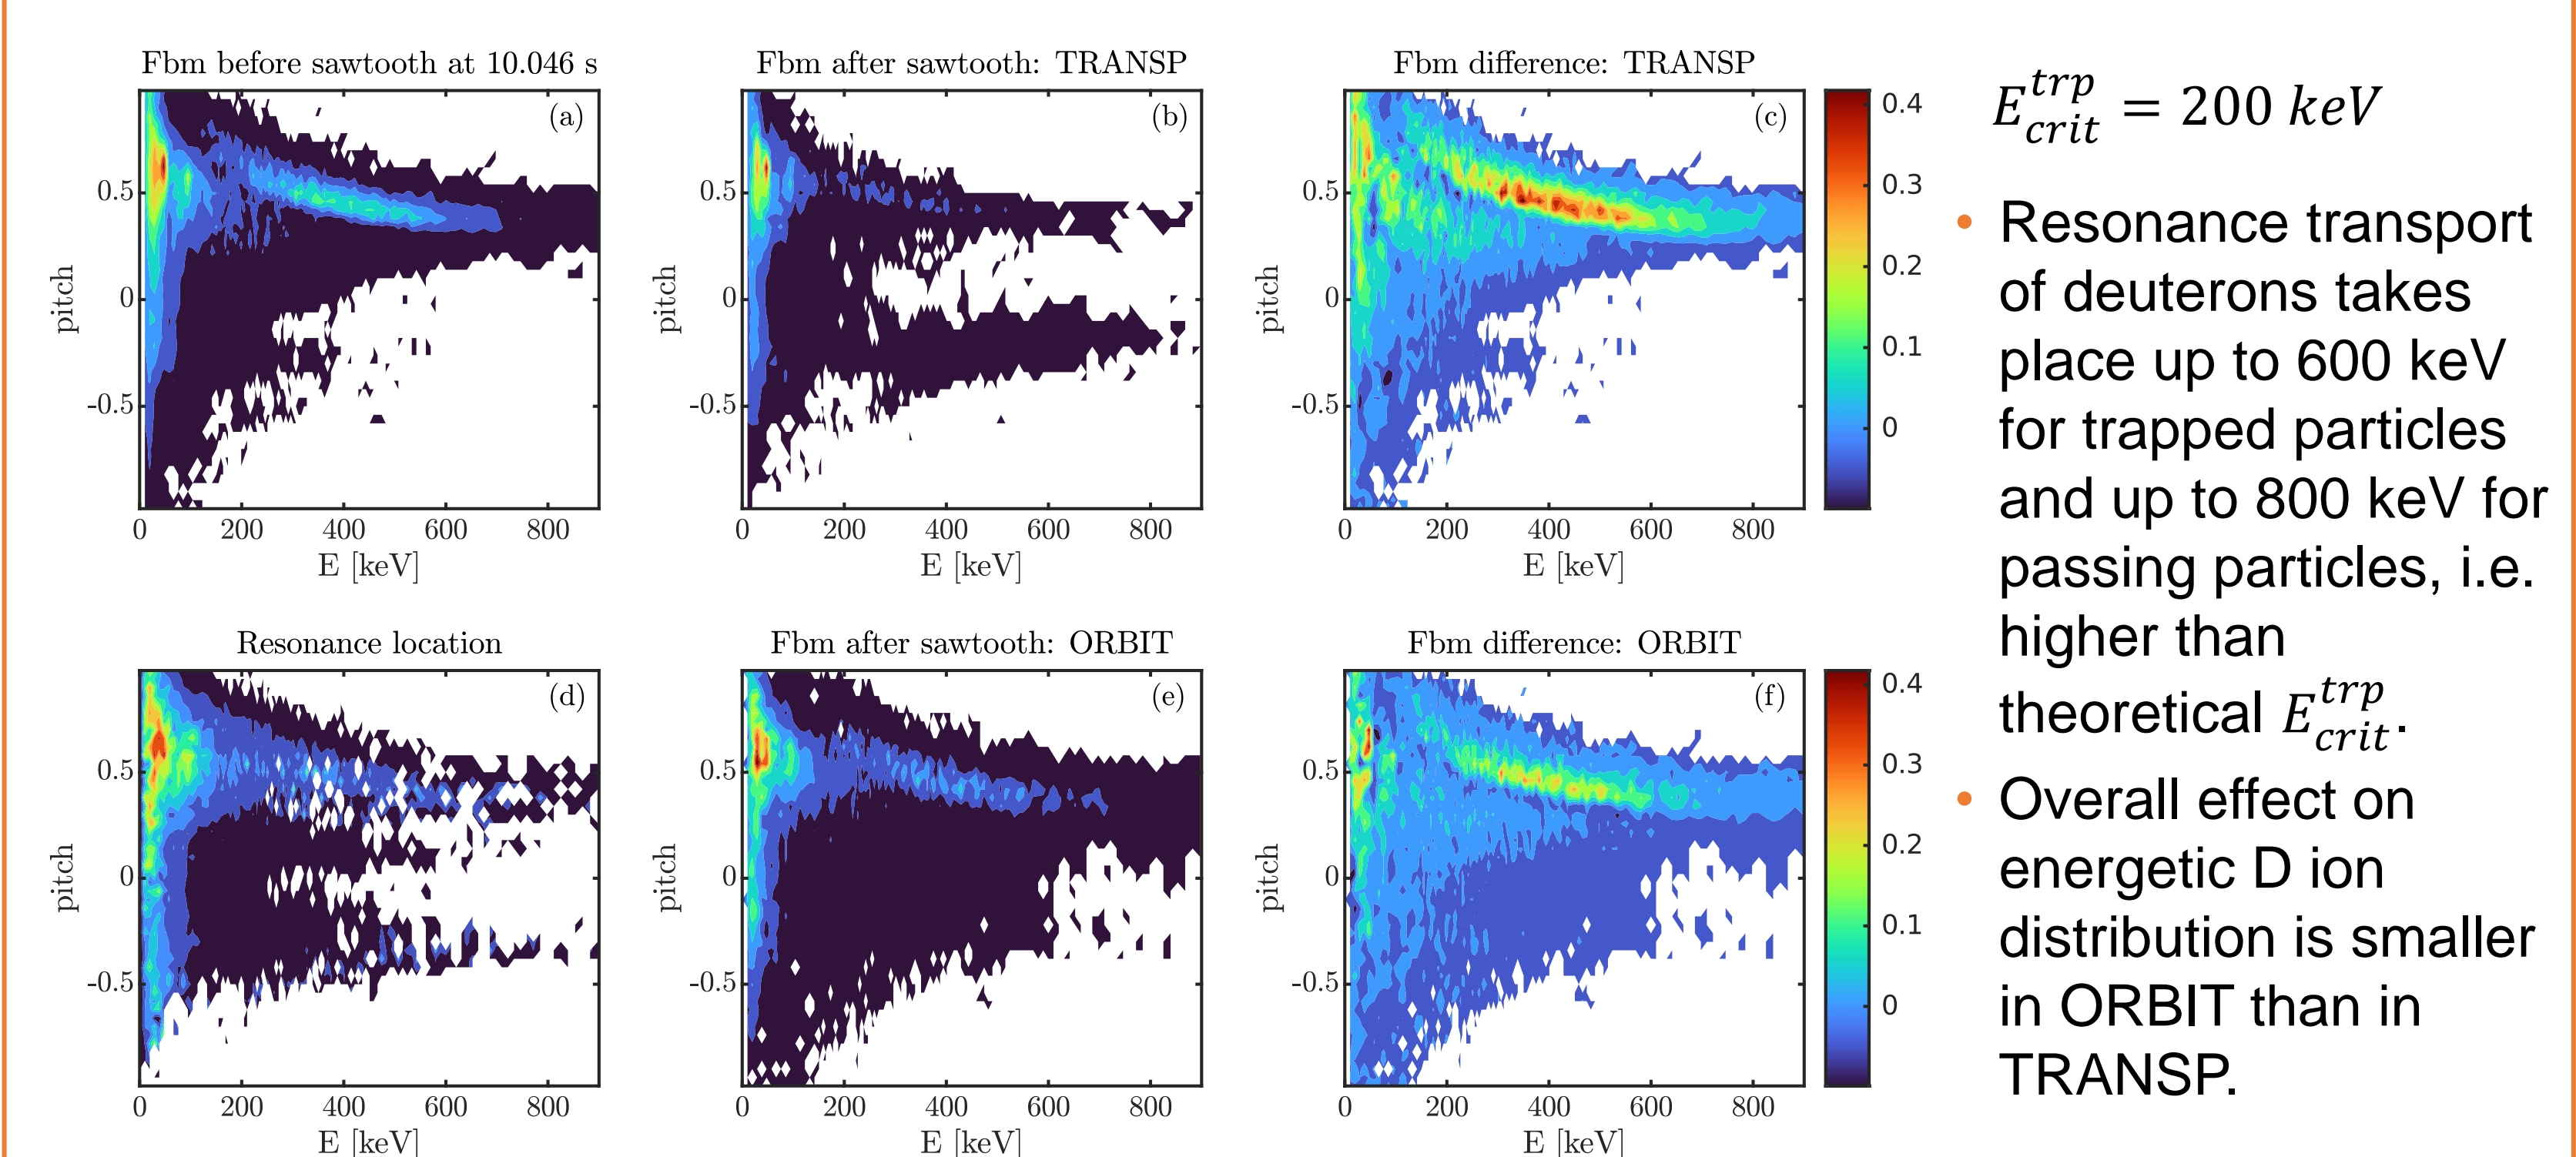 Fbm before sawtooth at 10.046 s
(a)
0.5
0
-0.5
pitch
0 200 400 600 800
E [keV]
Fbm after sawtooth: TRANSP
(b)
0.5
0
-0.5
pitch
0 200 400 600 800
E [keV]
Fbm difference: TRANSP
(c)
0.5
0
-0.5
pitch
0 200 400 600 800
E [keV]
0.4
0.3
0.2
0.1
0
Resonance location
(d)
0.5
0
-0.5
pitch
0 200 400 600 800
E [keV]
Fbm after sawtooth: ORBIT
(e)
0.5
0
-0.5
pitch
0 200 400 600 800
E [keV]
Fbm difference: ORBIT
(f)
0.5
0
-0.5
pitch
0 200 400 600 800
E [keV]
0.4
0.3
0.2
0.1
0
E_{crit}^{trp} = 200 keV
• Resonance transport
of deuterons takes
place up to 600 keV
for trapped particles
and up to 800 keV for
passing particles, i.e.
higher than
theoretical E_{crit}^{trp}.
• Overall effect on
energetic D ion
distribution is smaller
in ORBIT than in
TRANSP.